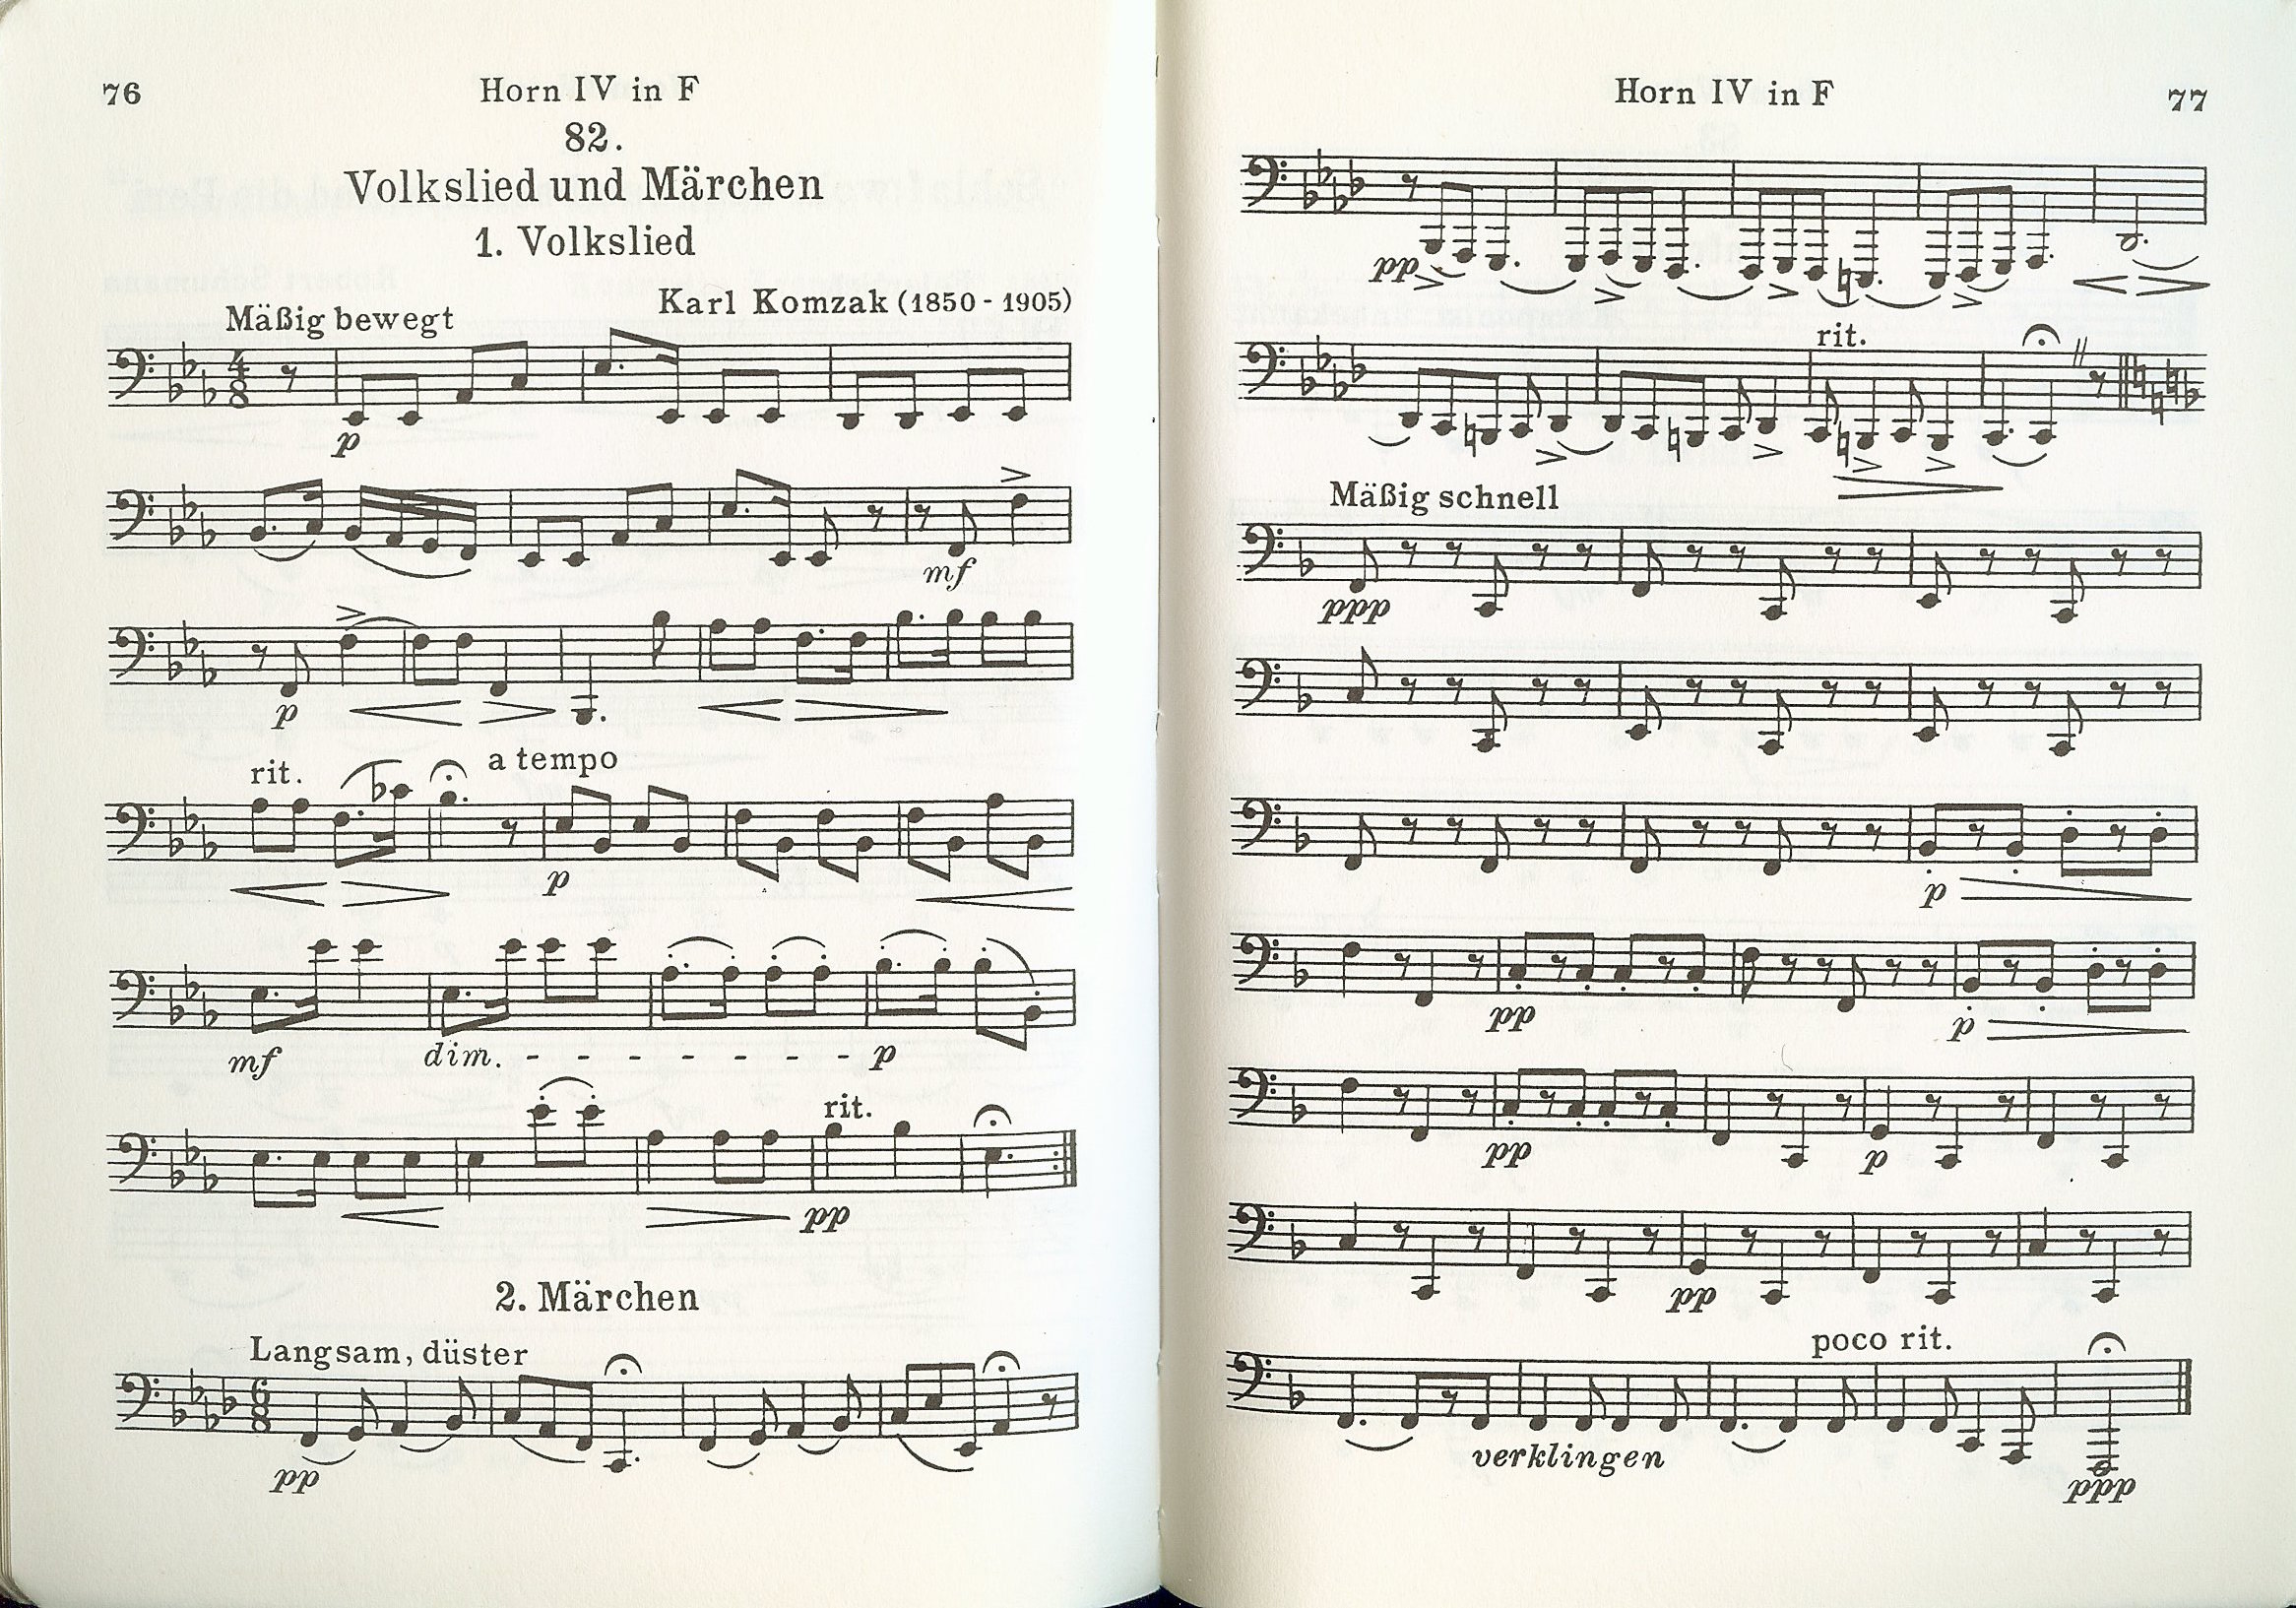 76
Horn IV in F
82.
Volkslied und Märchen
1. Volkslied
Mäßig bewegt
Karl Komzak (1850 - 1905)
4
8
p
mf
p
rit.
a tempo
p
mf
dim.
p
rit.
pp
2. Märchen
Langsam, düster
6
8
pp
Horn IV in F
77
pp
rit.
Mäßig schnell
ppp
p
pp
p
pp
p
pp
poco rit.
verklingen
ppp